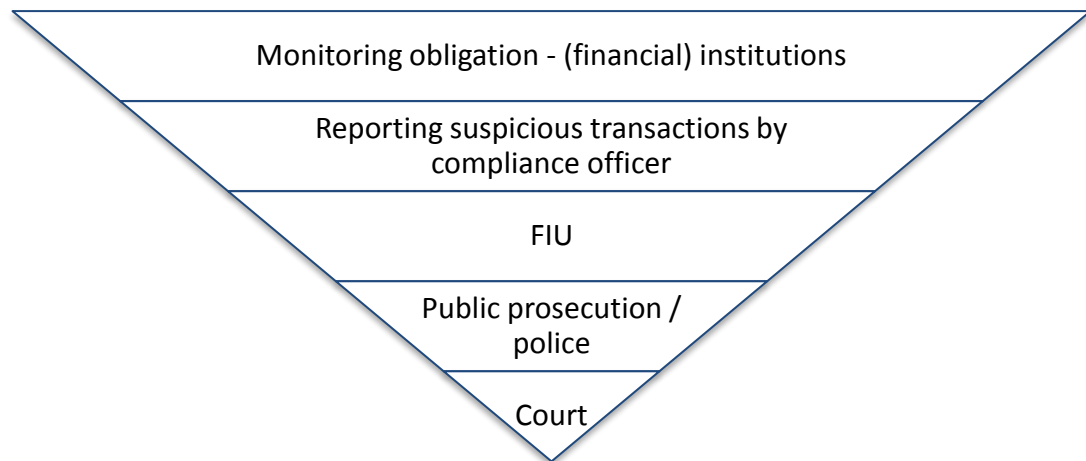 Monitoring obligation - (financial) institutions
Reporting suspicious transactions by
compliance officer
FIU
Public prosecution /
police
Court